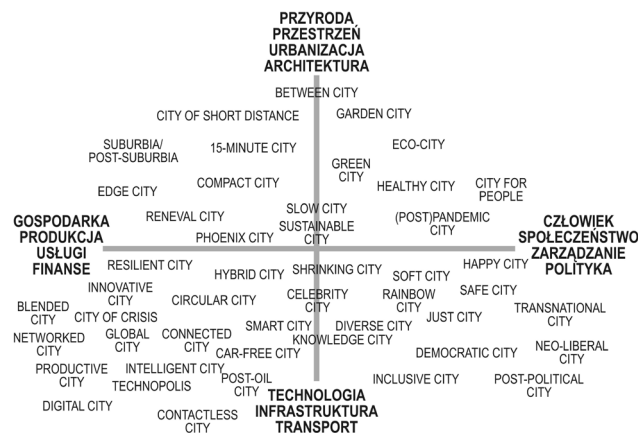 PRZYRODA
PRZESTRZEŃ
URBANIZACJA
ARCHITEKTURA
BETWEEN CITY
CITY OF SHORT DISTANCE
GARDEN CITY
SUBURBIA/
POST-SUBURBIA
15-MINUTE CITY
ECO-CITY
GREEN
CITY
EDGE CITY
COMPACT CITY
HEALTHY CITY
CITY FOR
PEOPLE
RENEVAL CITY
SLOW CITY
SUSTAINABLE
CITY
(POST)PANDEMIC
CITY
PHOENIX CITY
GOSPODARKA
PRODUKCJA
USŁUGI
FINANSE
CZŁOWIEK
SPOŁECZEŃSTWO
ZARZĄDZANIE
POLITYKA
RESILIENT CITY
HYBRID CITY
SHRINKING CITY
SOFT CITY
HAPPY CITY
INNOVATIVE
CITY
CIRCULAR CITY
CELEBRITY
CITY
RAINBOW
CITY
SAFE CITY
BLENDED
CITY
CITY OF CRISIS
SMART CITY
DIVERSE CITY
JUST CITY
TRANSNATIONAL
CITY
NETWORKED
CITY
GLOBAL
CITY
CONNECTED
CITY
CAR-FREE CITY
KNOWLEDGE CITY
DEMOCRATIC CITY
NEO-LIBERAL
CITY
PRODUCTIVE
CITY
INTELLIGENT CITY
TECHNOPOLIS
POST-OIL
CITY
INCLUSIVE CITY
POST-POLITICAL
CITY
DIGITAL CITY
CONTACTLESS
CITY
TECHNOLOGIA
INFRASTRUKTURA
TRANSPORT